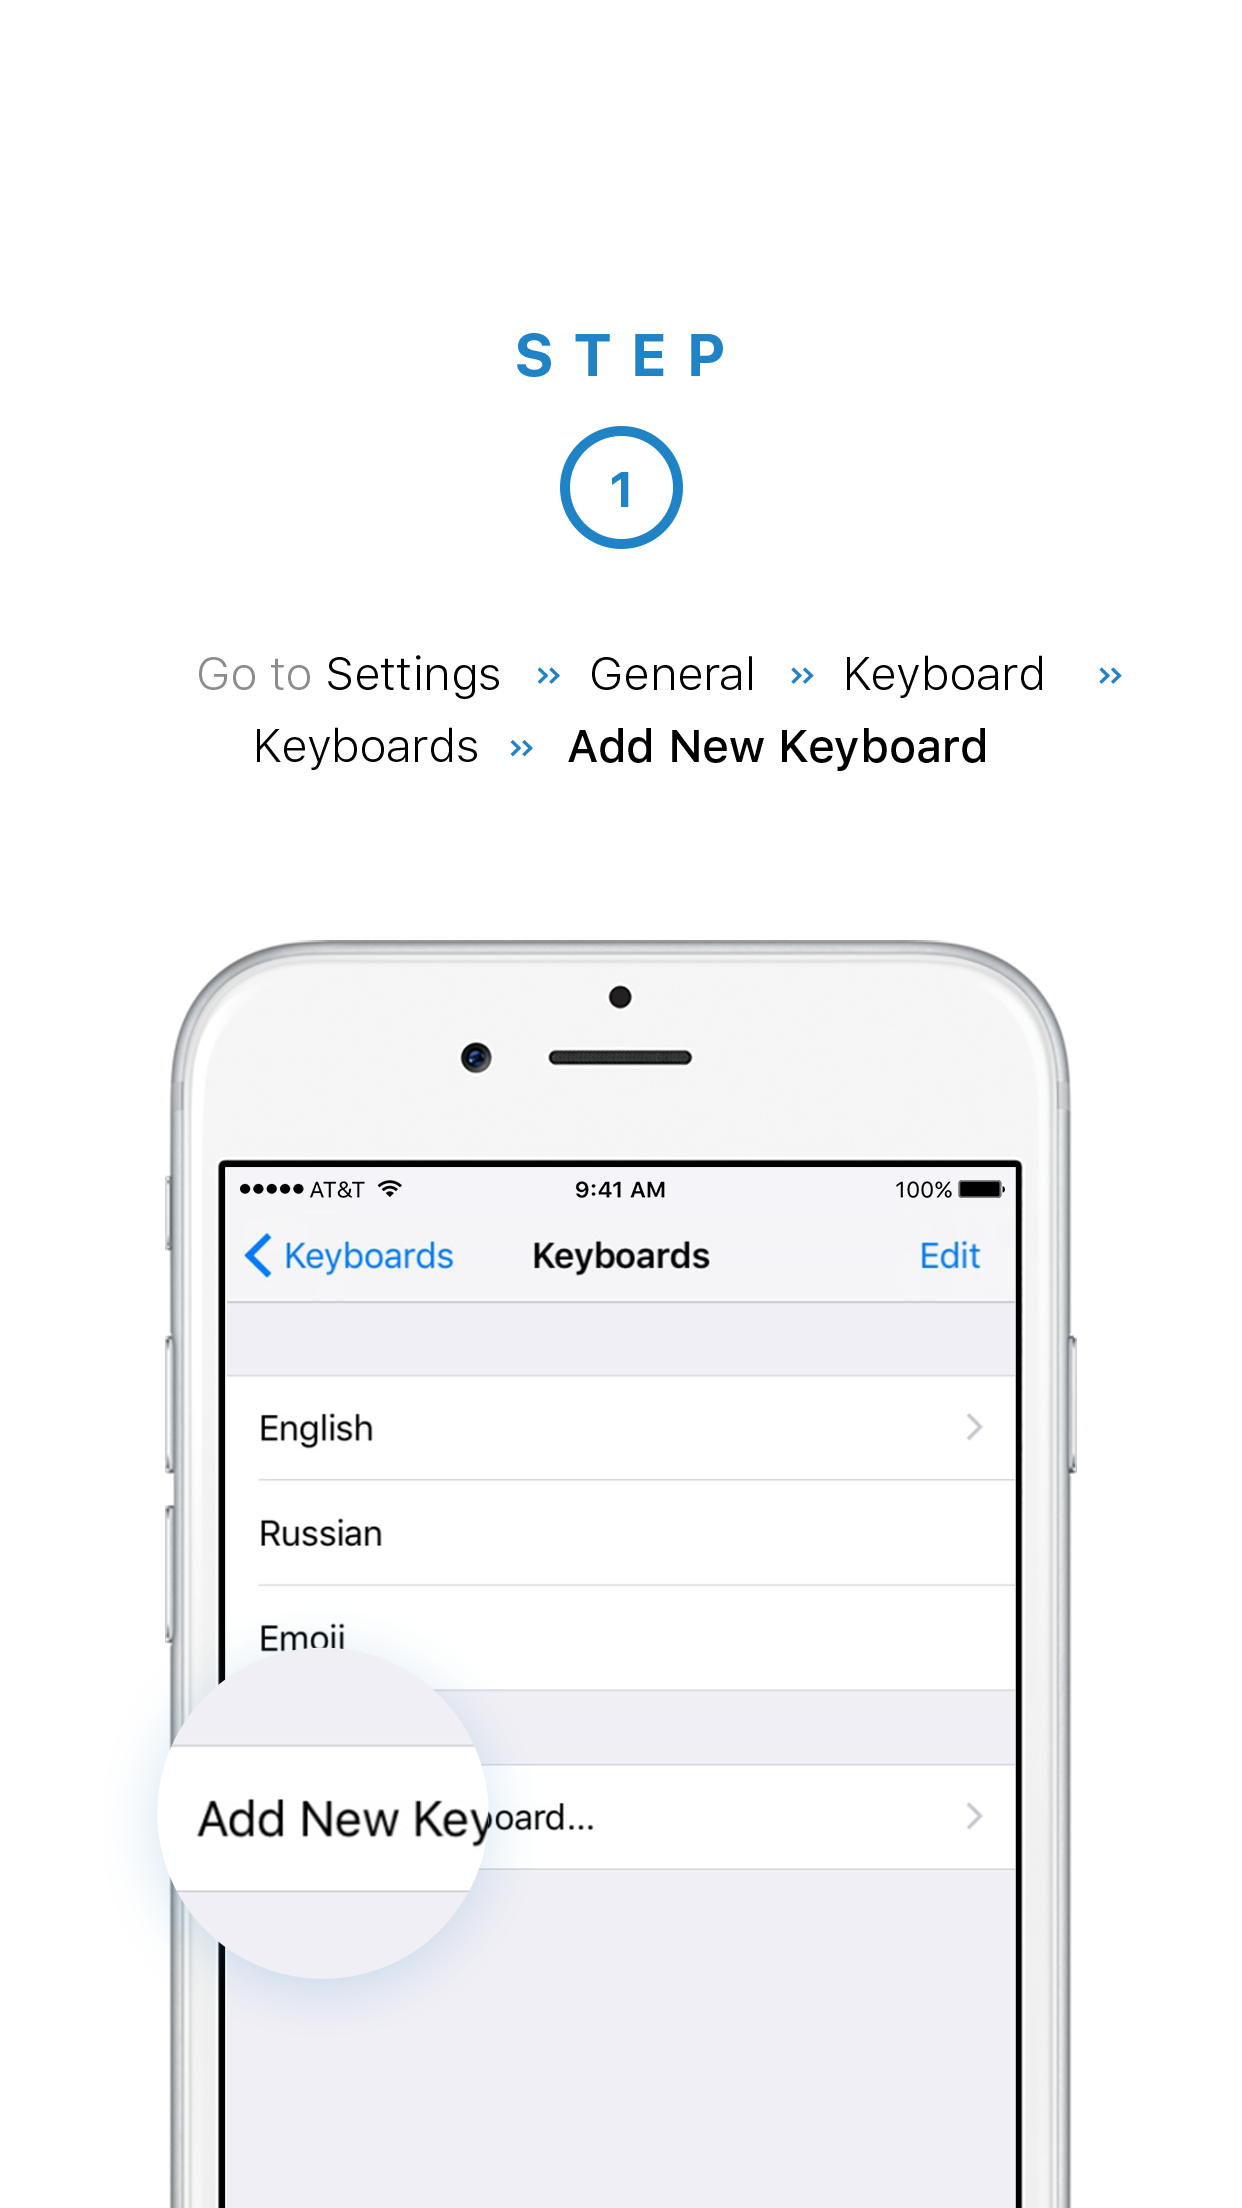 STEP
1
Go to Settings » General » Keyboard »
Keyboards » Add New Keyboard
AT&T 9:41 AM 100%
Keyboards Keyboards Edit
English
Russian
Emoji
Add New Keyboard...